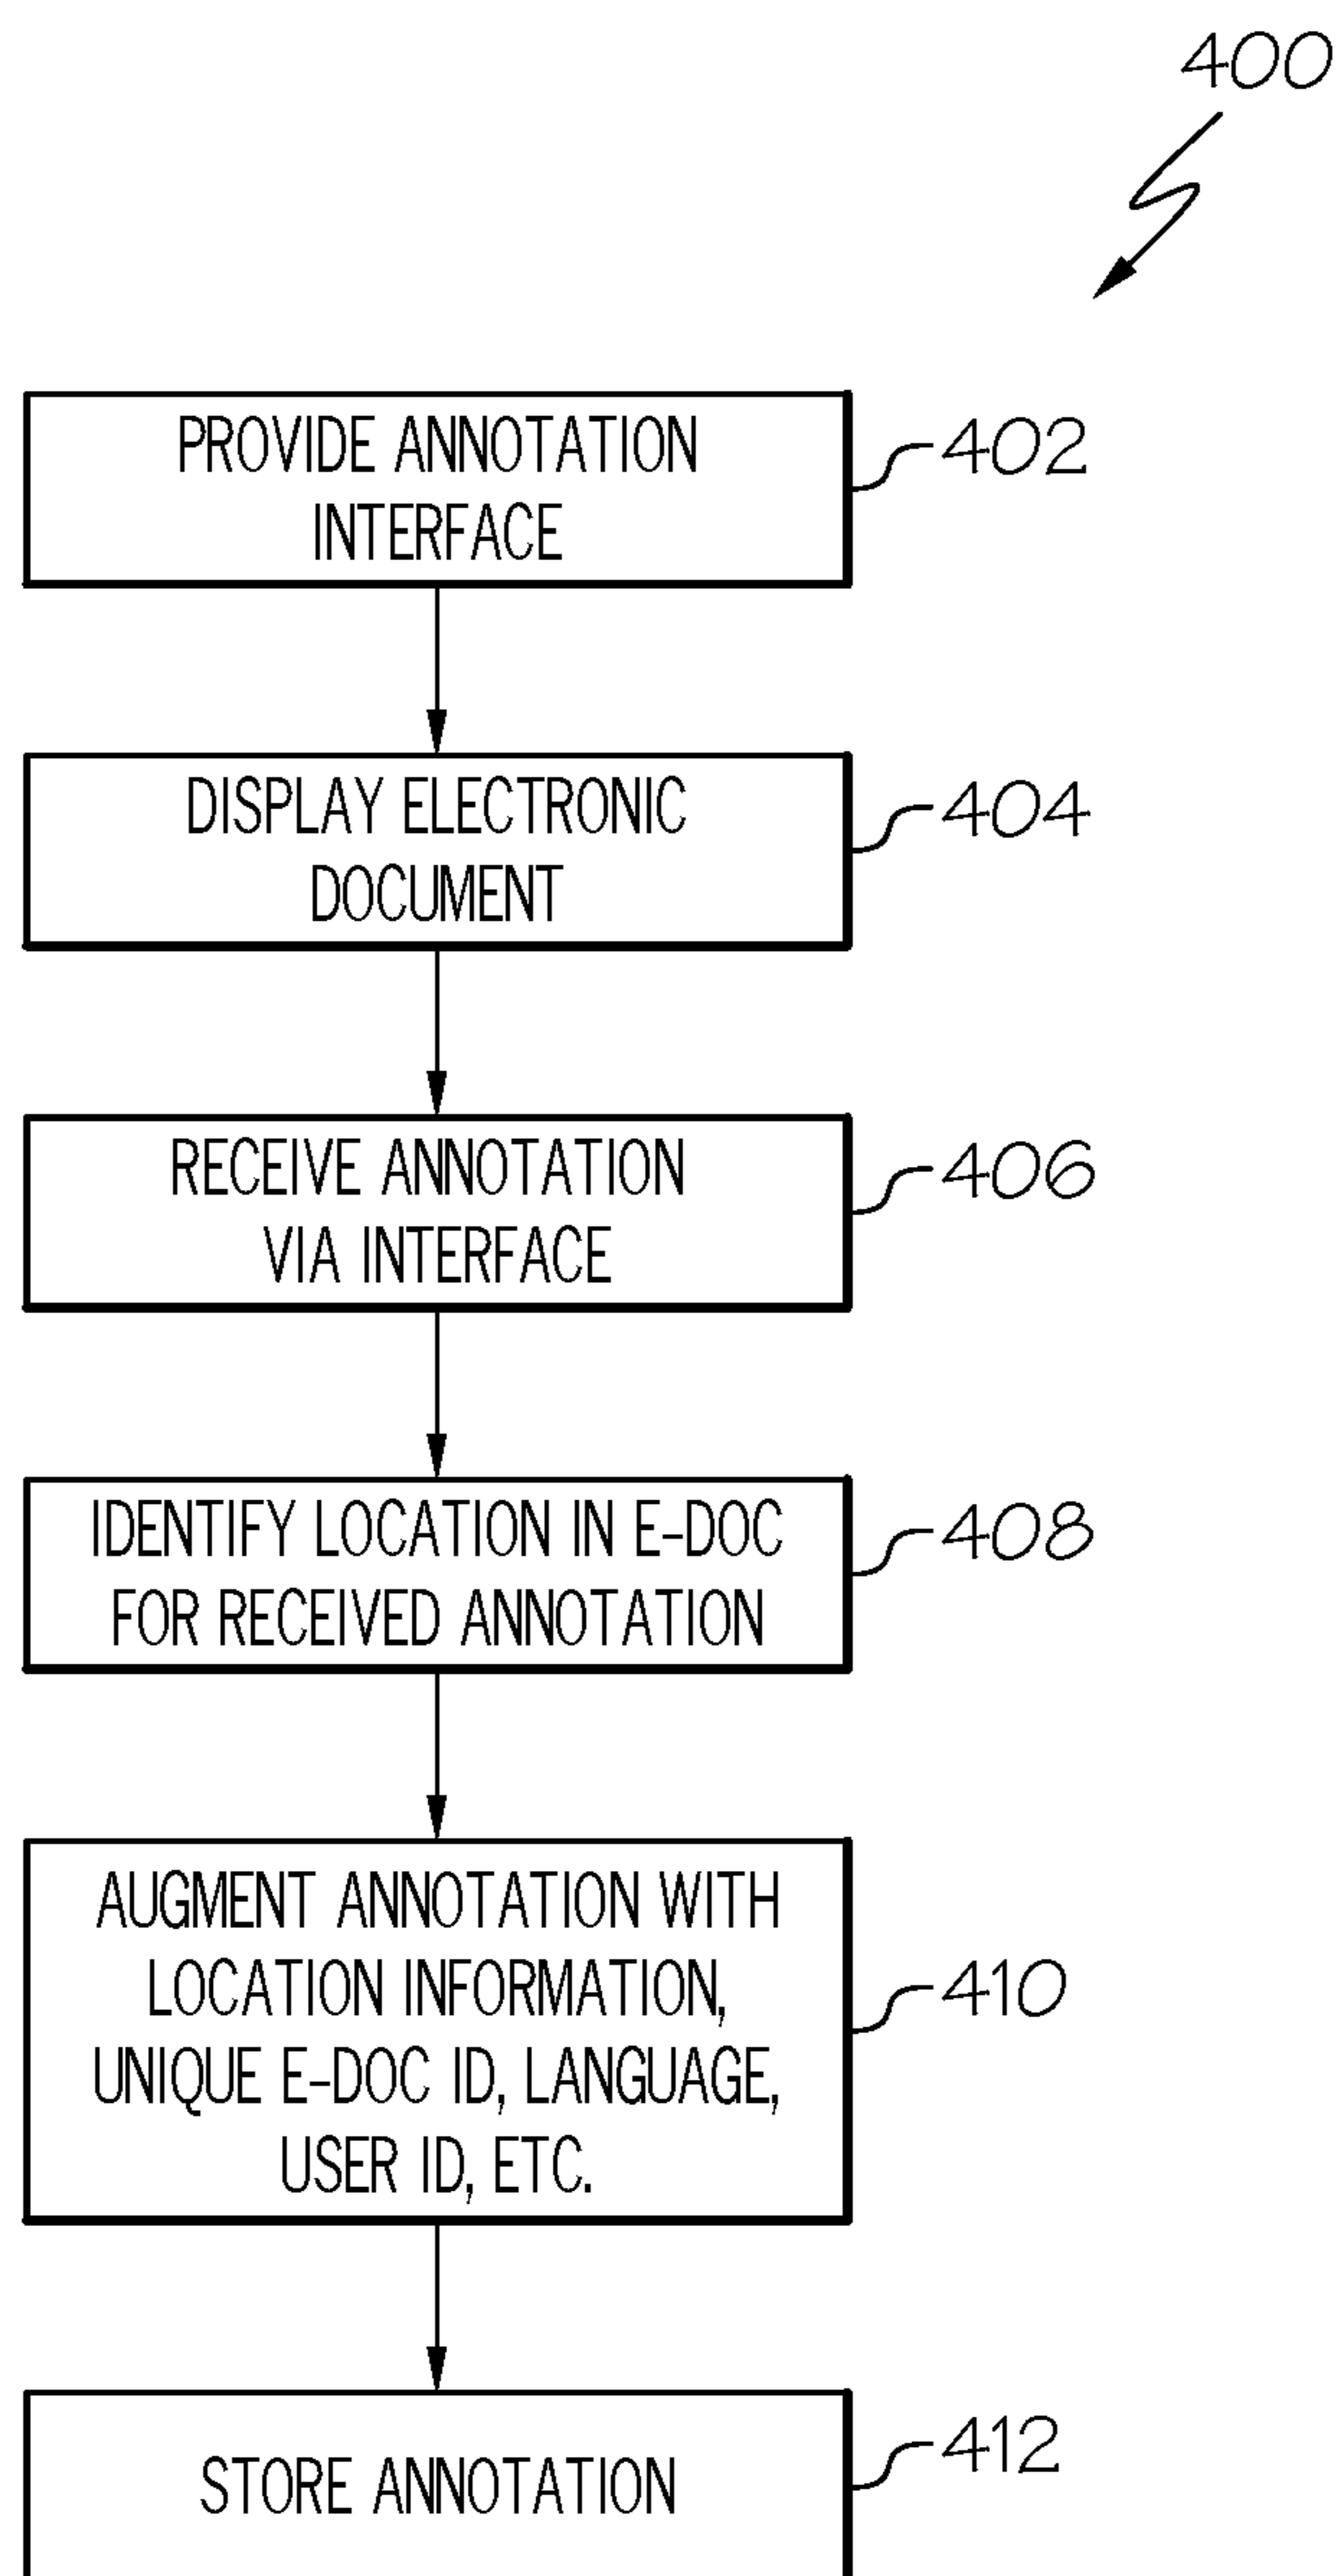 400
PROVIDE ANNOTATION
INTERFACE
402
DISPLAY ELECTRONIC
DOCUMENT
404
RECEIVE ANNOTATION
VIA INTERFACE
406
IDENTIFY LOCATION IN E-DOC
FOR RECEIVED ANNOTATION
408
AUGMENT ANNOTATION WITH
LOCATION INFORMATION,
UNIQUE E-DOC ID, LANGUAGE,
USER ID, ETC.
410
STORE ANNOTATION
412